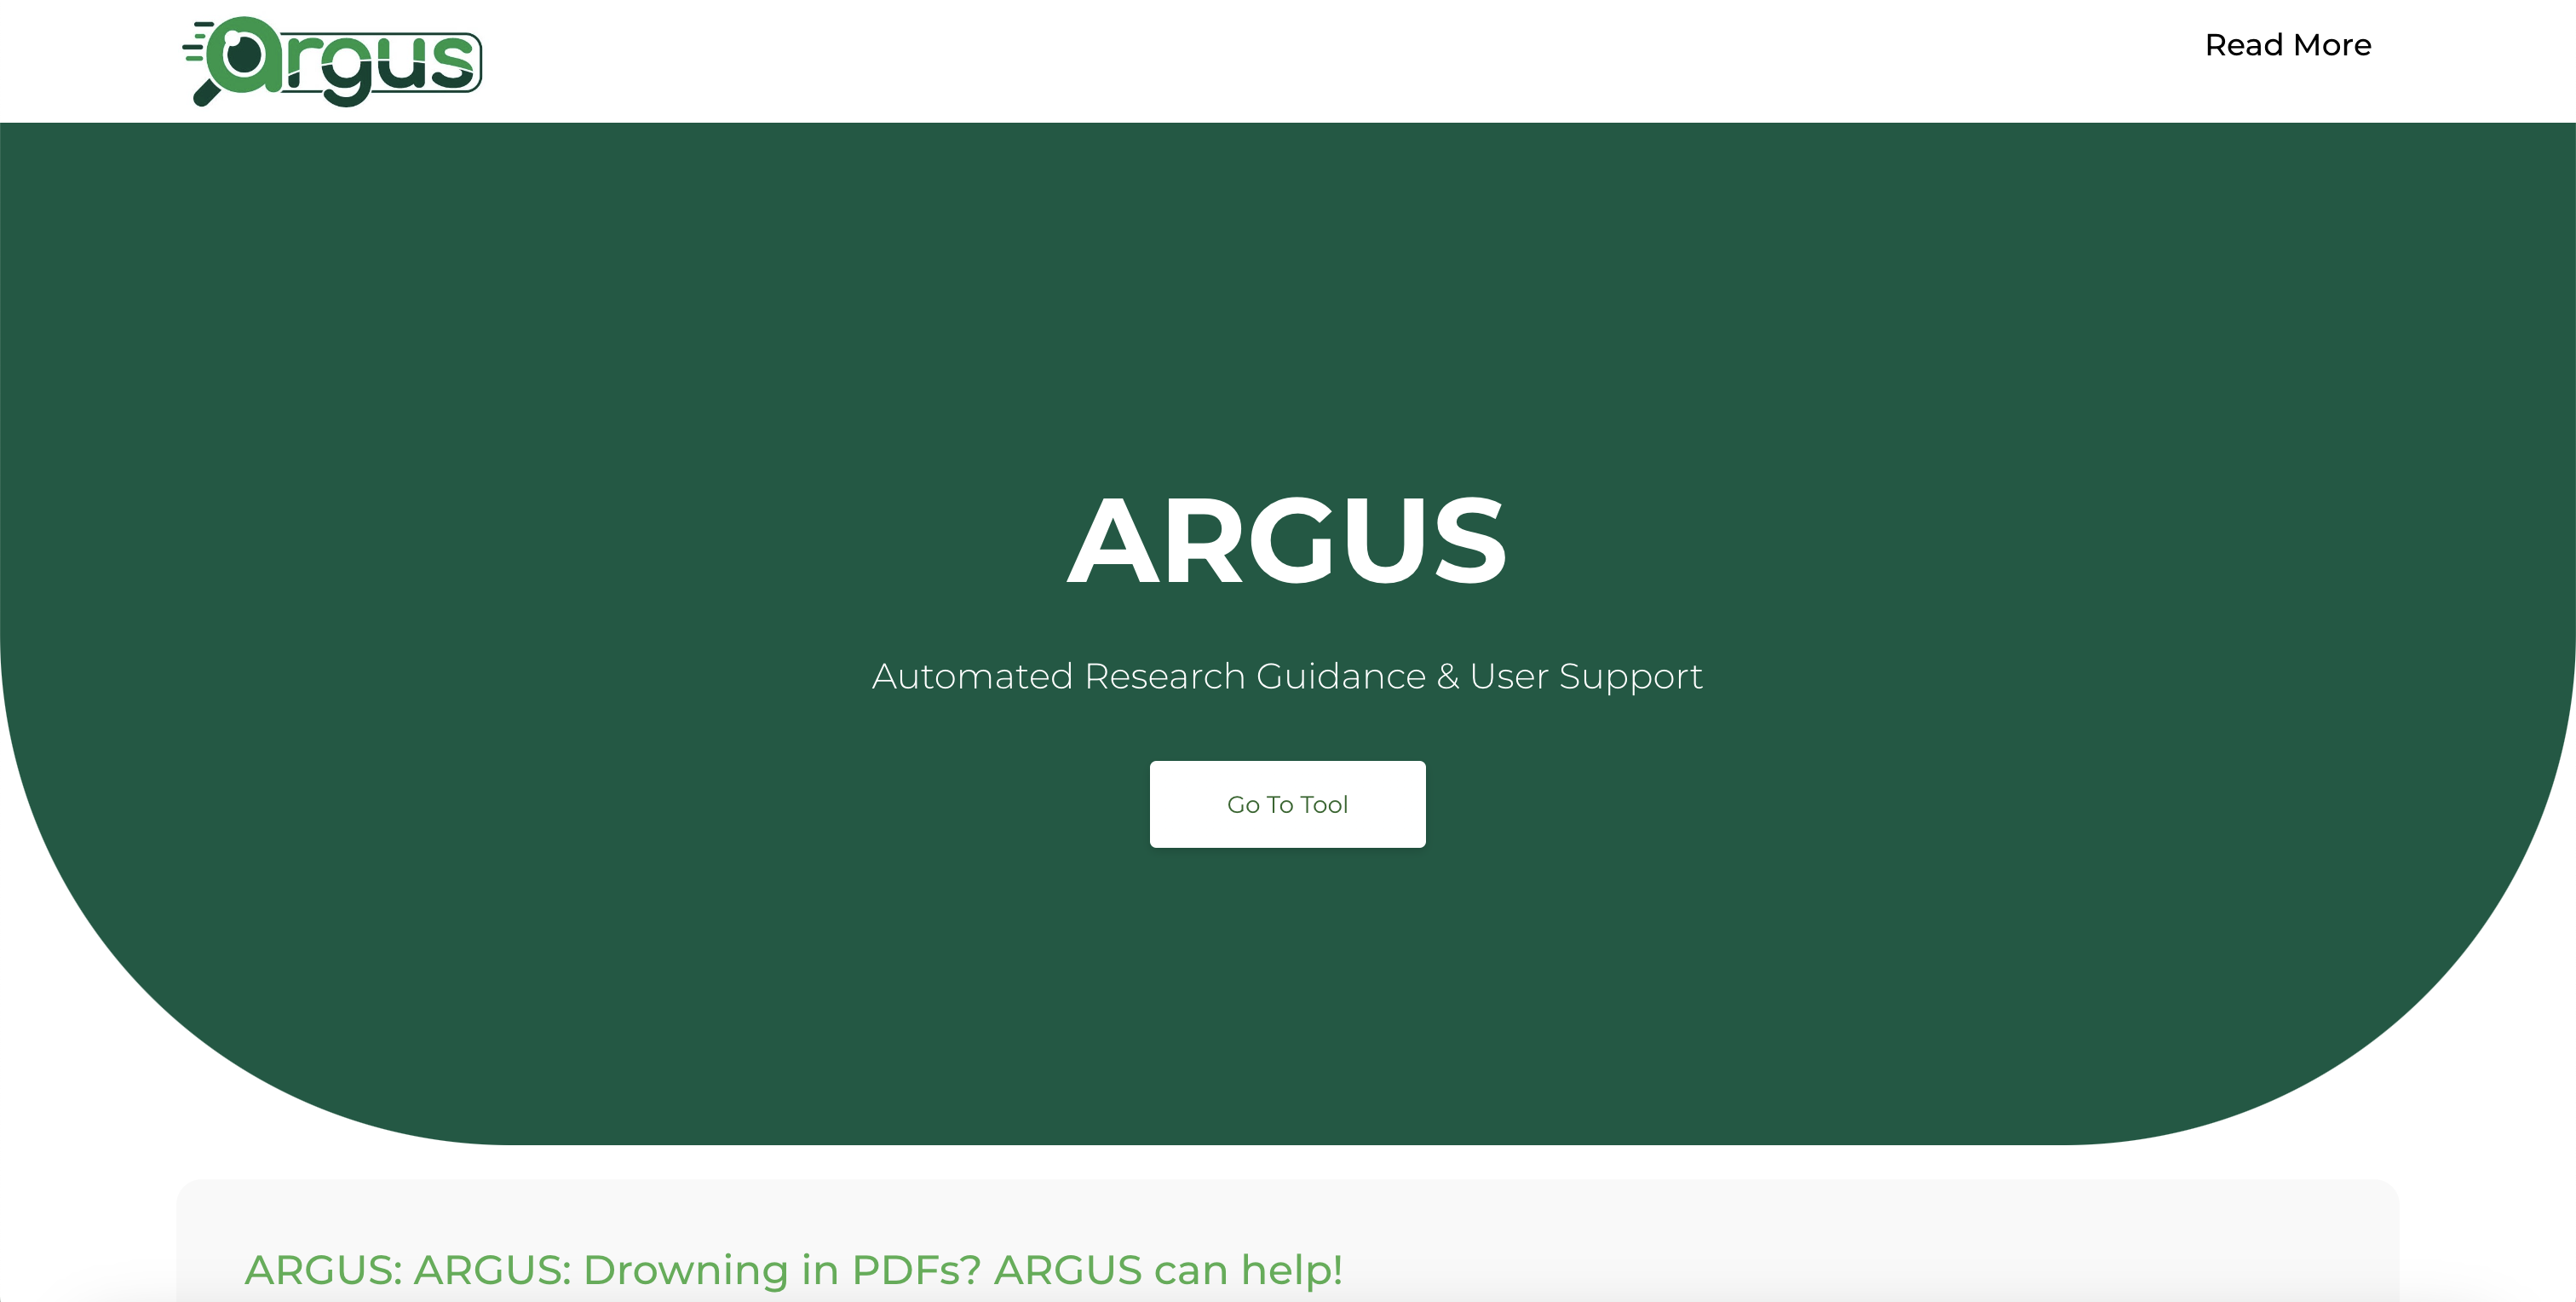 argus
Read More
ARGUS
Automated Research Guidance & User Support
Go To Tool
ARGUS: ARGUS: Drowning in PDFs? ARGUS can help!